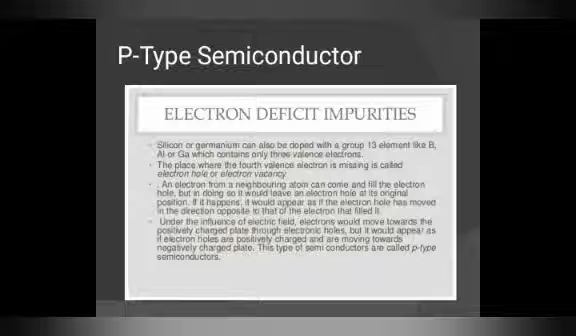 P-Type Semiconductor
ELECTRON DEFICIT IMPURITIES
Silicon or germanium can also be doped with a group 13 element like B,
Al or Ga which contains only three valence electrons.
The place where the fourth valence electron is missing is called
electron hole or electron vacancy
. An electron from a neighbouring atom can come and fill the electron
hole, but in doing so it would leave an electron hole at its original
position. If it happens, it would appear as if the electron hole has moved
in the direction opposite to that of the electron that filled it.
Under the influence of electric field, electrons would move towards the
positively charged plate through electronic holes, but it would appear as
if electron holes are positively charged and are moving towards
negatively charged plate. This type of semi conductors are called p-type
semiconductors.